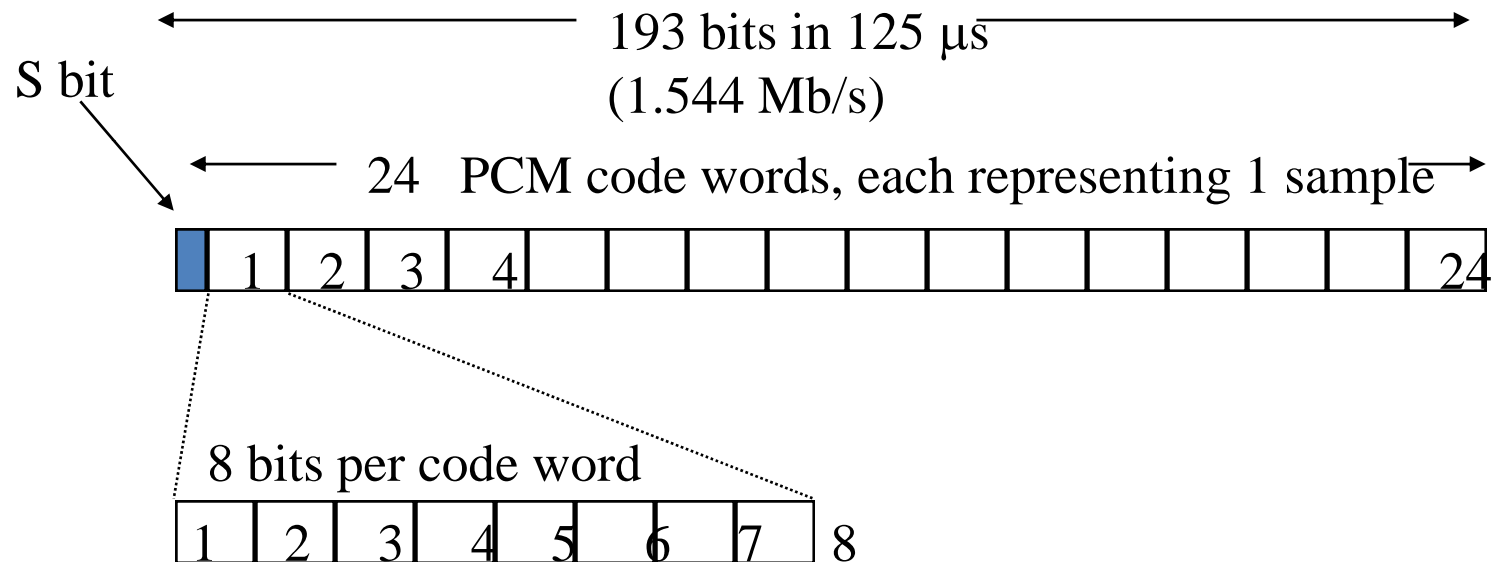 193 bits in 125 μs
S bit
(1.544 Mb/s)
24 PCM code words, each representing 1 sample
1 2 3 4 24
8 bits per code word
1 2 3 4 5 6 7 8